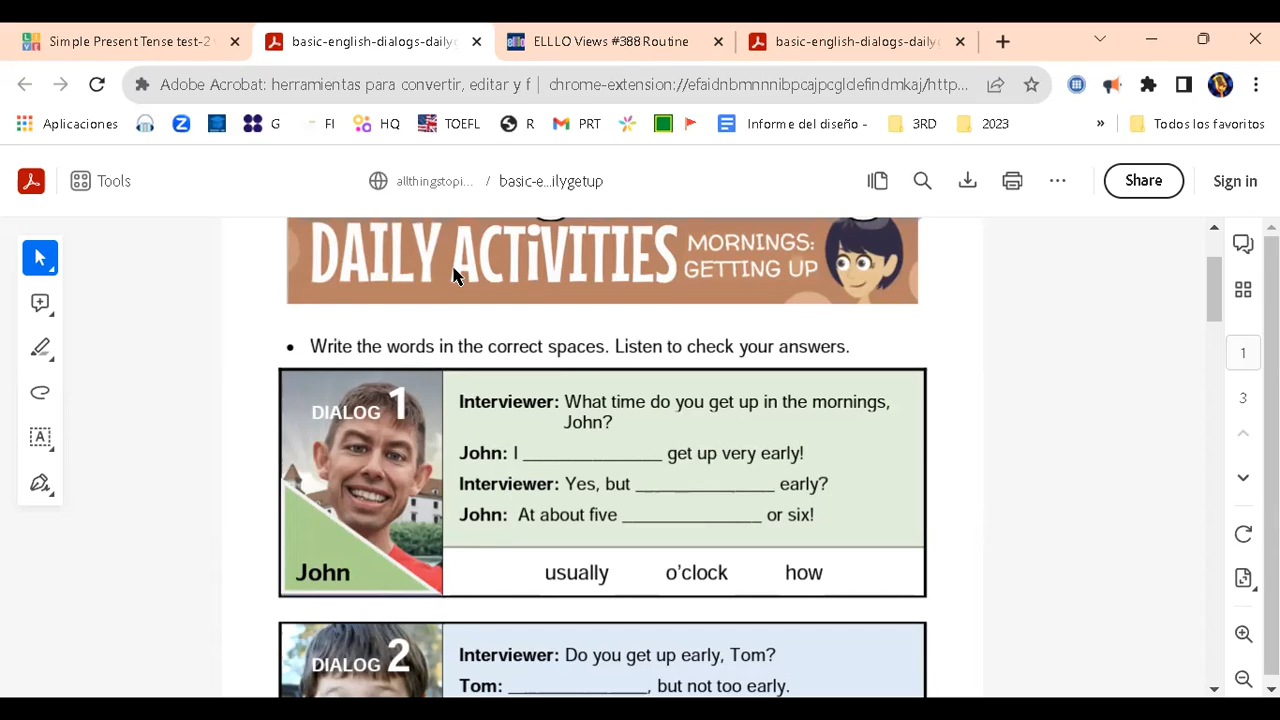 Simple Present Tense test-2
basic-english-dialogs-daily
ELLLO Views #388 Routine
basic-english-dialogs-daily
Adobe Acrobat: herramientas para convertir, editar y f
chrome-extension://efaidnbmnnnibpcajpcglclefindmkaj/http...
Aplicaciones
G
FI
HQ
TOEFL
R
PRT
Informe del diseño -
3RD
2023
»
Todos los favoritos
Tools
allthingstopi...
/ basic-e...ilygetup
Share
Sign in
DAILY ACTiVITIES
MORNINGS:
GETTING UP
• Write the words in the correct spaces. Listen to check your answers.
DIALOG 1
Interviewer: What time do you get up in the mornings,
John?
John: I ______________ get up very early!
Interviewer: Yes, but ______________ early?
John: At about five ______________ or six!
John
usually o’clock how
DIALOG 2
Interviewer: Do you get up early, Tom?
Tom: ______________, but not too early.
1
3